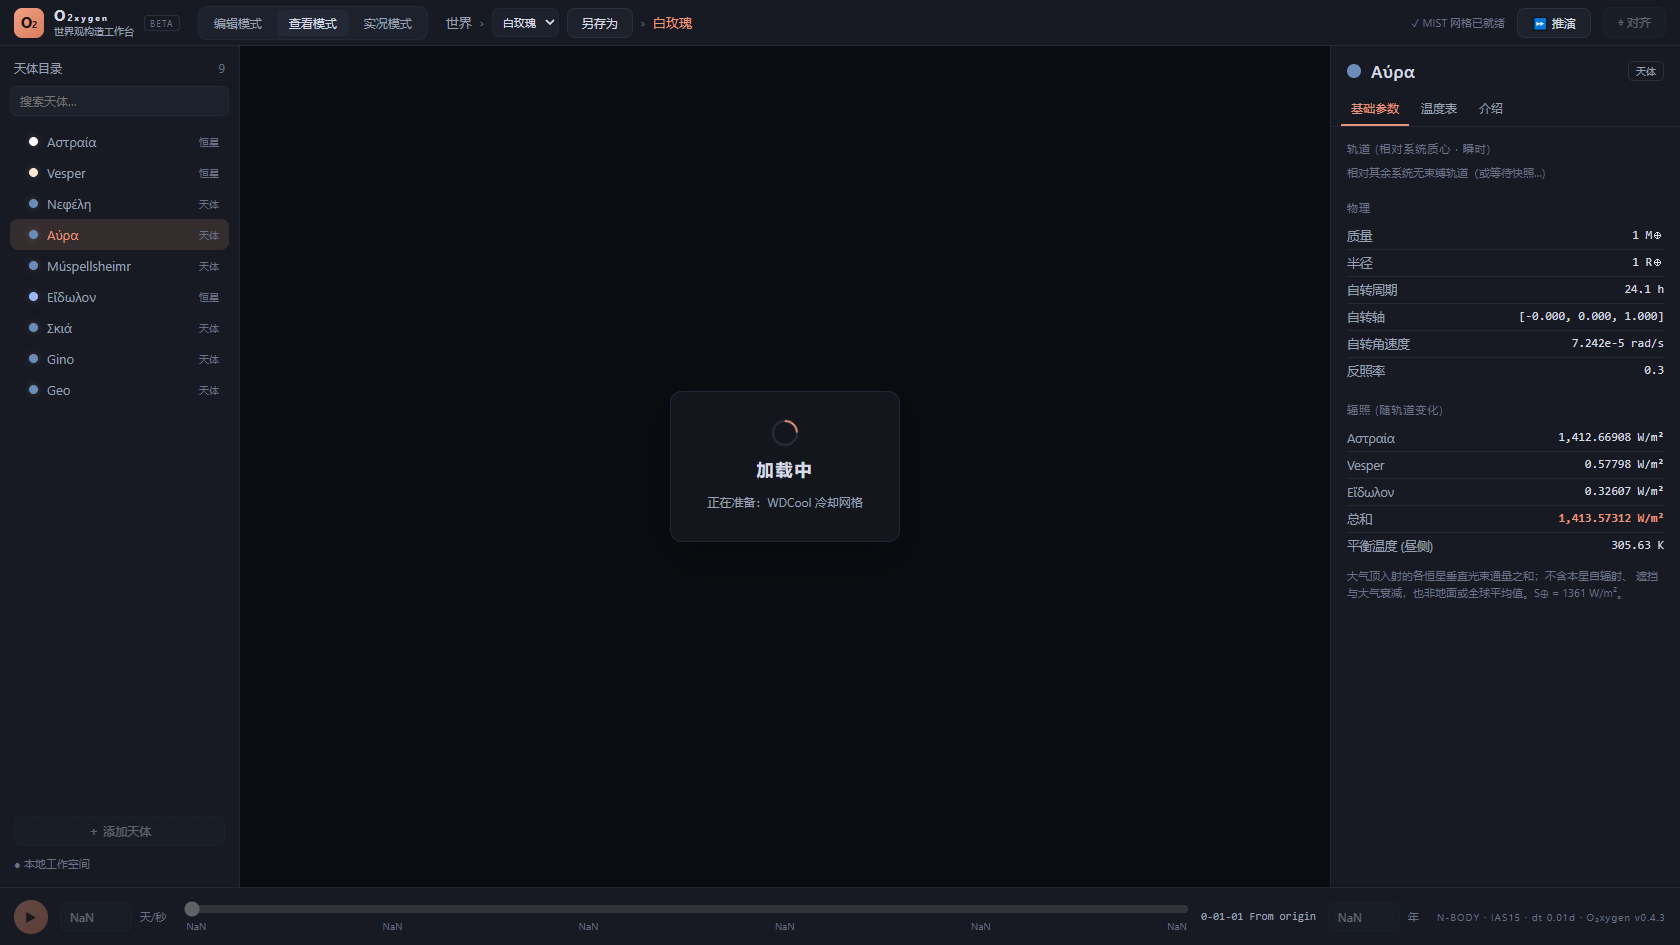 O₂
O₂xygen
世界观构造工作台
BETA
编辑模式
查看模式
实况模式
世界 ›
白玫瑰
另存为
› 白玫瑰
✓ MIST 网格已就绪
⏩ 推演
⌖ 对齐
天体目录
9
搜索天体...
Αστραία 恒星
Vesper 恒星
Νεφέλη 天体
Αύρα 天体
Múspellsheimr 天体
Εἴδωλον 恒星
Σκιά 天体
Gino 天体
Geo 天体
+ 添加天体
● 本地工作空间
加载中
正在准备：WDCool 冷却网格
Αύρα
天体
基础参数
温度表
介绍
轨道 (相对系统质心 · 瞬时)
相对其余系统无束缚轨道（或等待快照...）
物理
质量 1 M⊕
半径 1 R⊕
自转周期 24.1 h
自转轴 [-0.000, 0.000, 1.000]
自转角速度 7.242e-5 rad/s
反照率 0.3
辐照 (随轨道变化)
Αστραία 1,412.66908 W/m²
Vesper 0.57798 W/m²
Εἴδωλον 0.32607 W/m²
总和 1,413.57312 W/m²
平衡温度 (昼侧) 305.63 K
大气顶入射的各恒星垂直光束通量之和；不含本星自辐射、 遮挡
与大气衰减，也非地面或全球平均值。S⊕ = 1361 W/m²。
NaN 天/秒
NaN NaN NaN NaN NaN NaN
0-01-01 From origin
NaN 年
N-BODY · IAS15 · dt 0.01d · O₂xygen v0.4.3